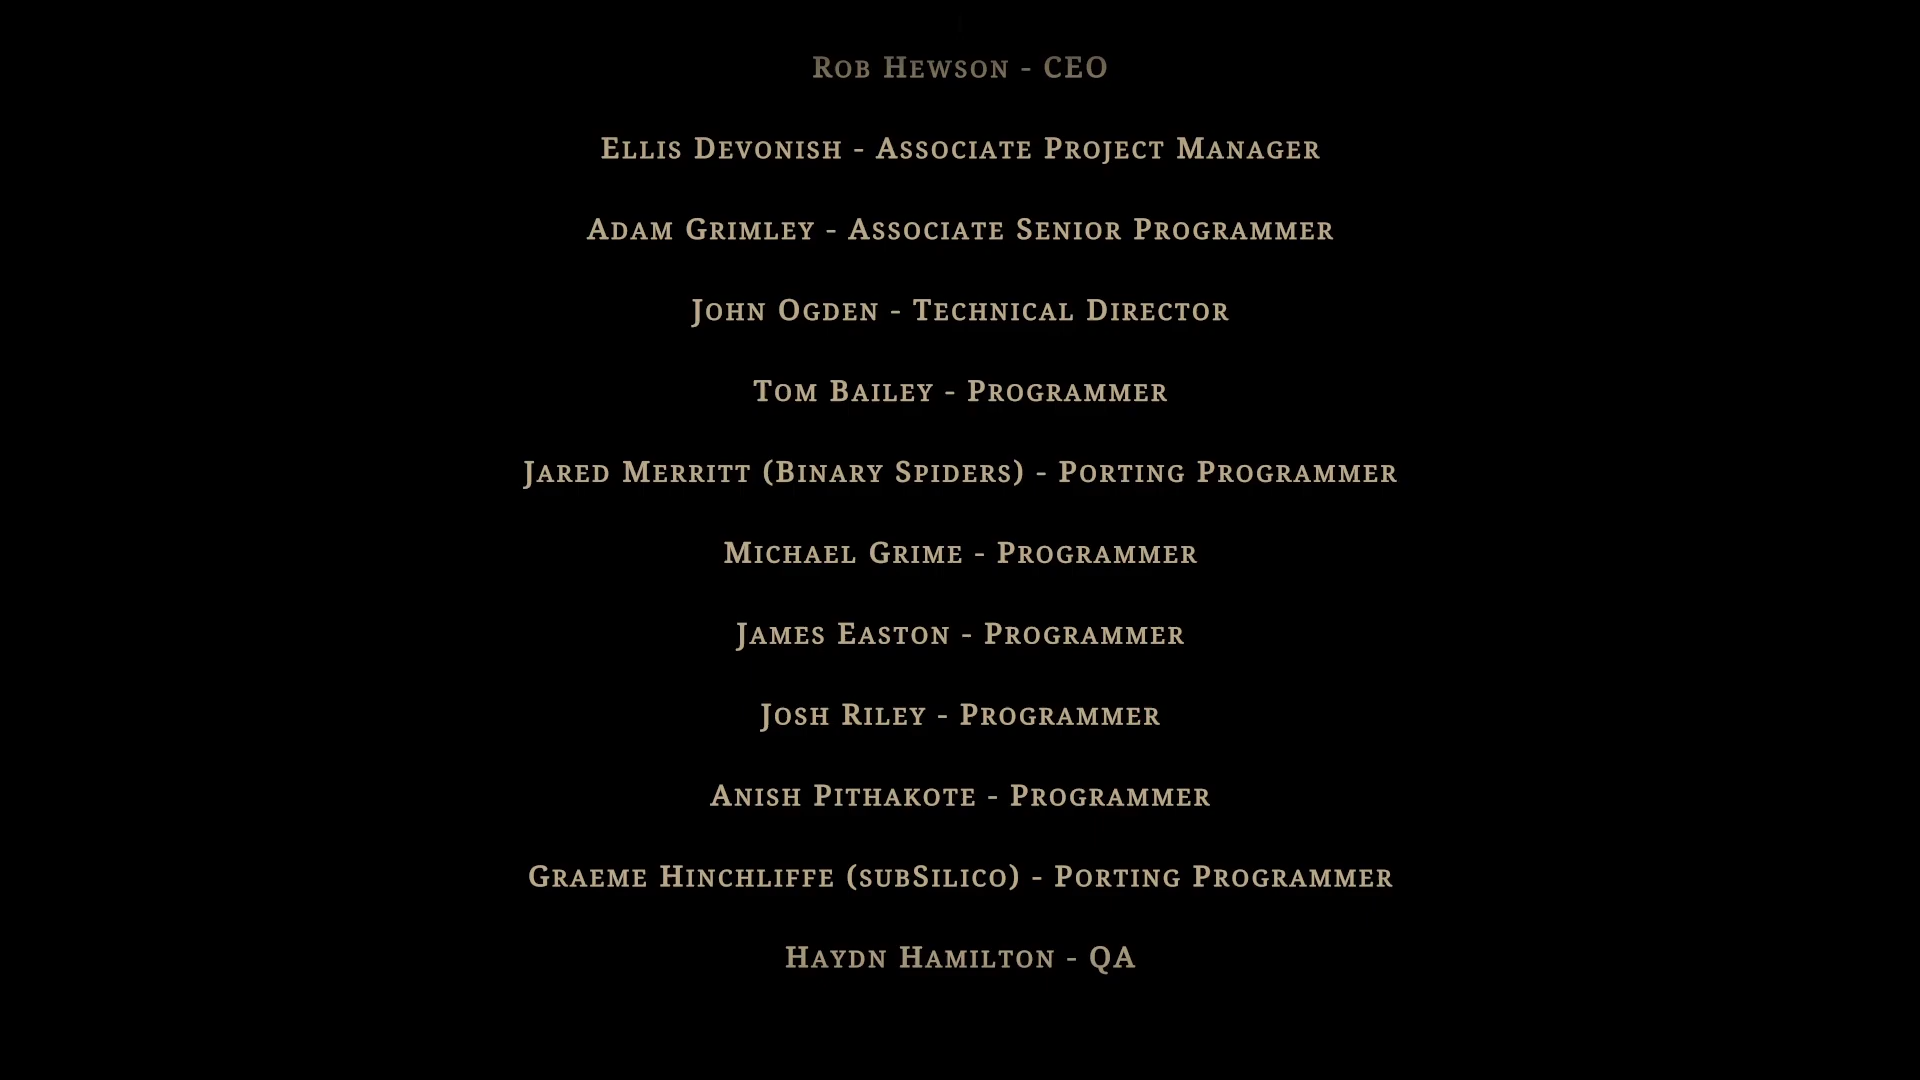 Rob Hewson - CEO
Ellis Devonish - Associate Project Manager
Adam Grimley - Associate Senior Programmer
John Ogden - Technical Director
Tom Bailey - Programmer
Jared Merritt (Binary Spiders) - Porting Programmer
Michael Grime - Programmer
James Easton - Programmer
Josh Riley - Programmer
Anish Pithakote - Programmer
Graeme Hinchliffe (subSilico) - Porting Programmer
Haydn Hamilton - QA